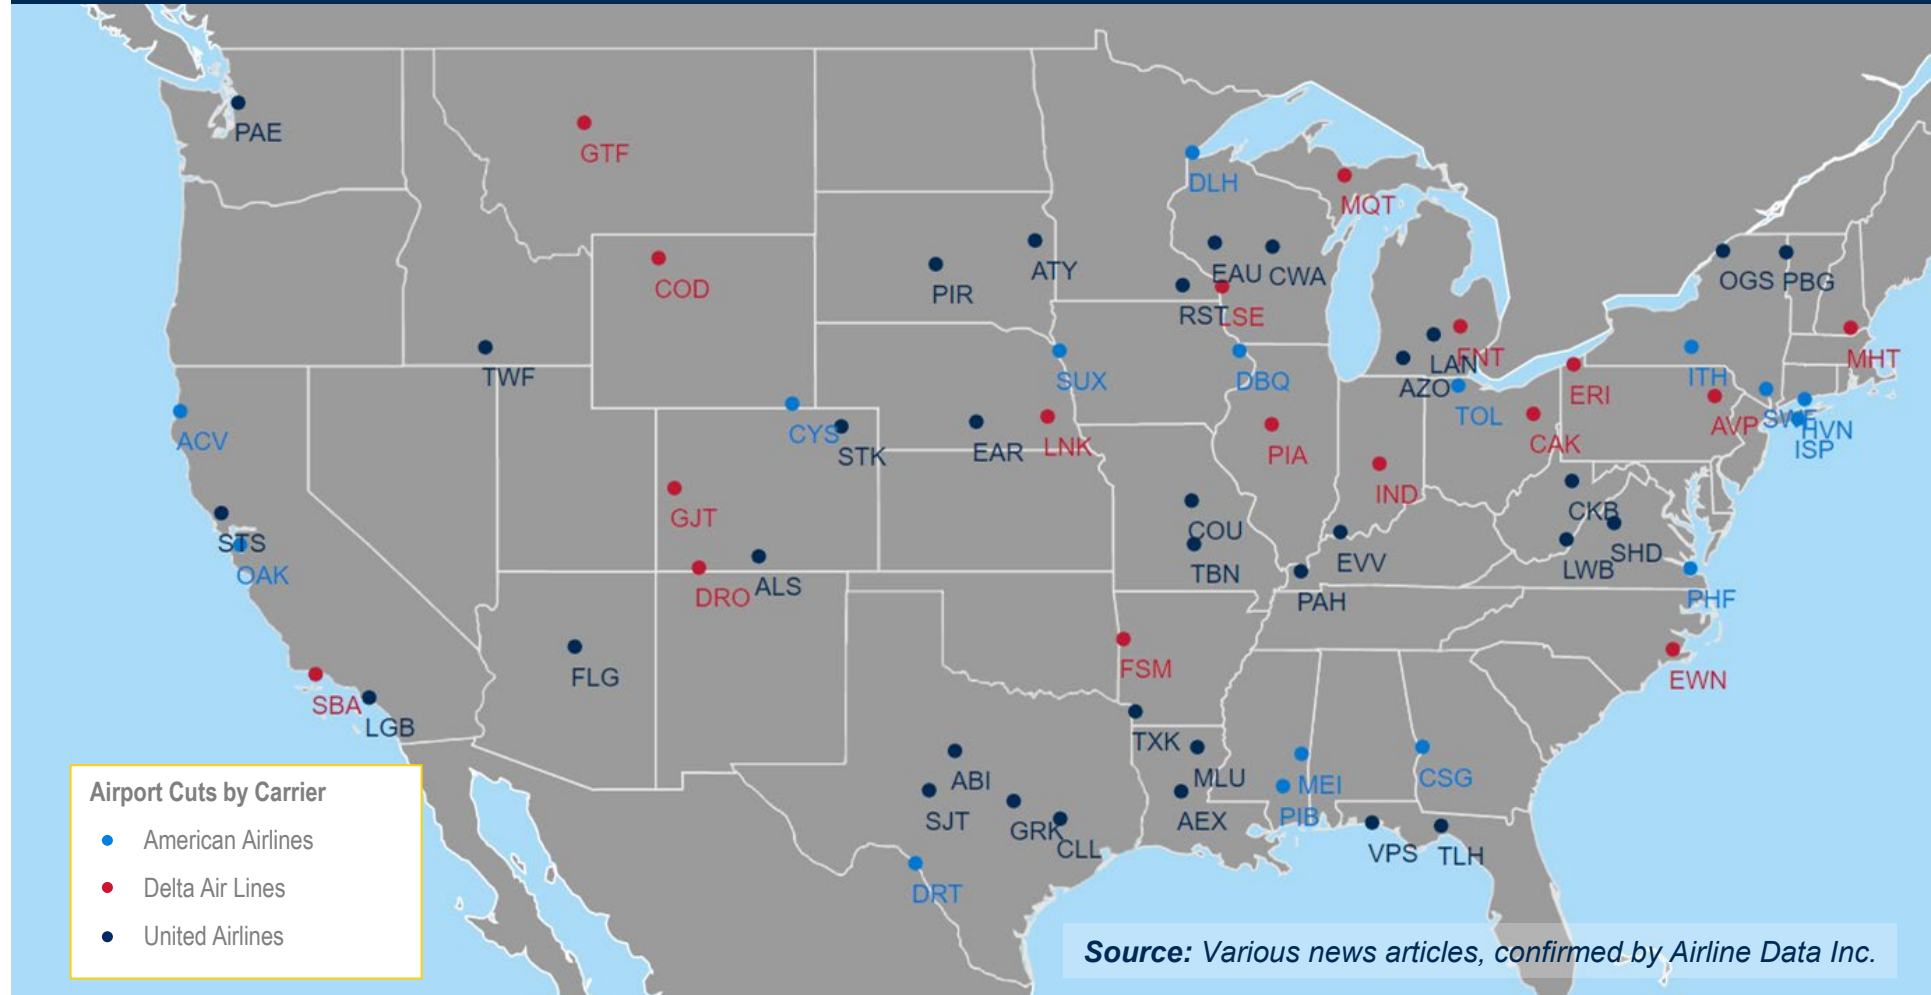 PAE
GTF
DLH
MQT
COD
ATY
PIR
EAU
CWA
OGS
PBG
RST
LSE
TWF
SUX
DBQ
LAN
FNT
AZO
ERI
ITH
MHT
ACV
CYS
STK
EAR
LNK
PIA
TOL
CAK
AVP
SWF
HVN
ISP
STS
OAK
GJT
IND
COU
CKB
SHD
DRO
ALS
TBN
EVV
LWB
PAH
PHF
FLG
FSM
EWN
SBA
LGB
TXK
ABI
MLU
MEI
CSG
SJT
GRK
CLL
AEX
PIB
VPS
TLH
DRT
Airport Cuts by Carrier
American Airlines
Delta Air Lines
United Airlines
Source: Various news articles, confirmed by Airline Data Inc.